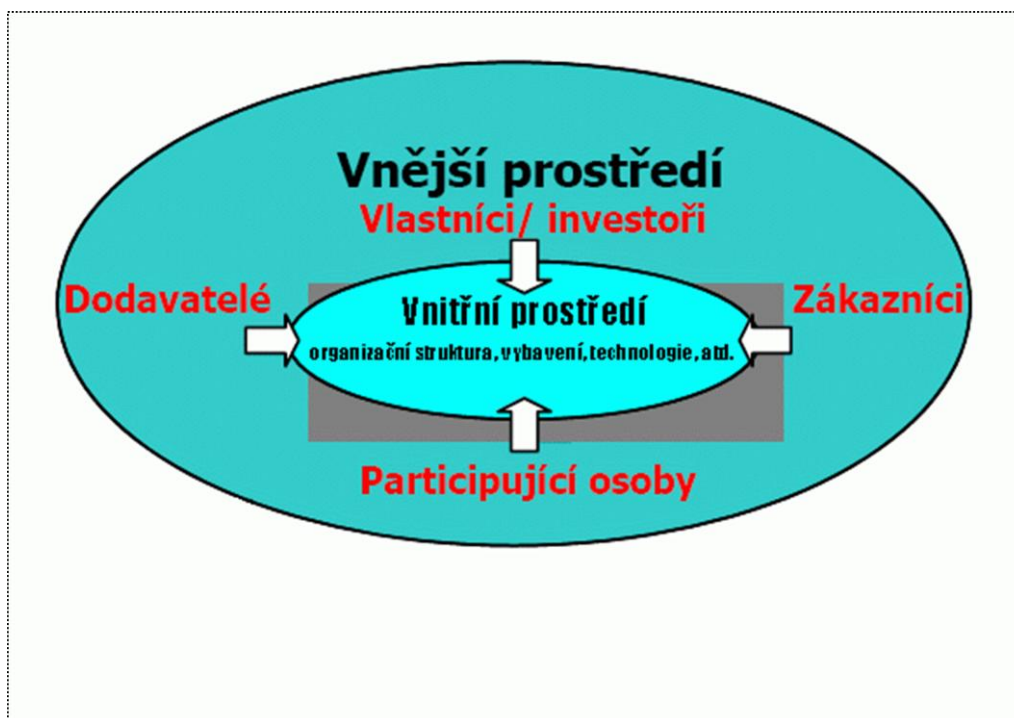 Vnější prostředí
Vlastníci/ investoři
Dodavatelé
Zákazníci
Vnitřní prostředí
organizační struktura, vybavení, technologie, atd.
Participující osoby